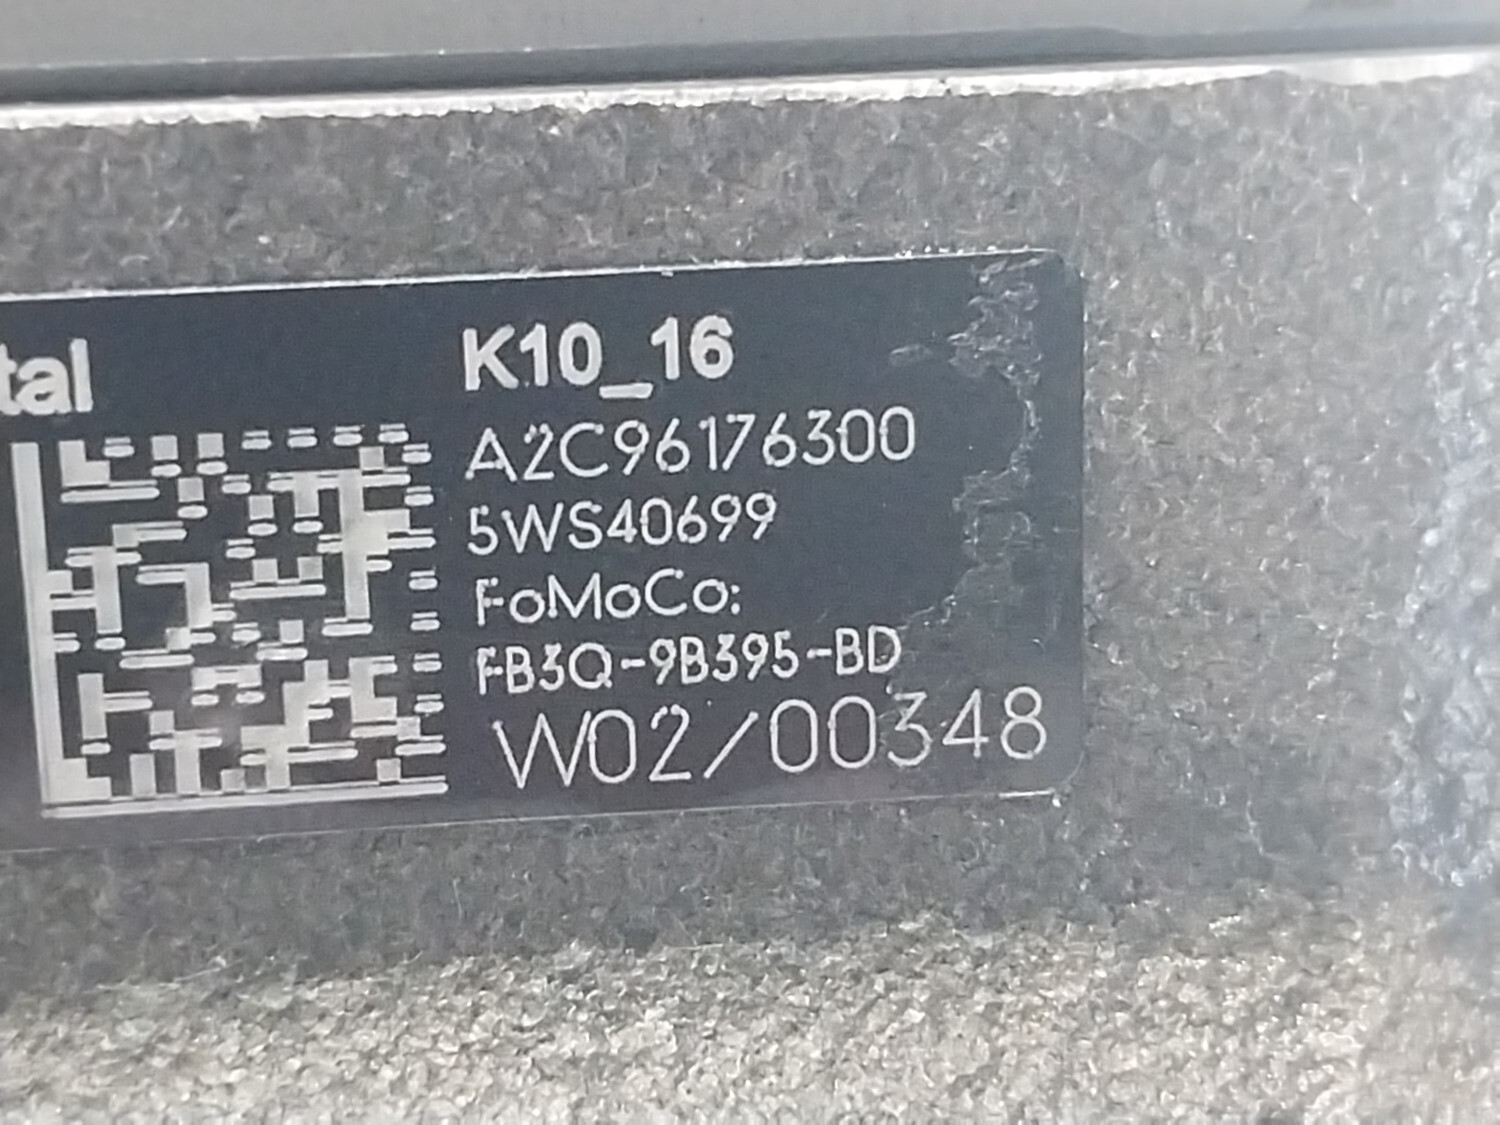 tal
K10_16
A2C96176300
5WS40699
FoMoCo:
FB3Q-9B395-BD
W02/00348